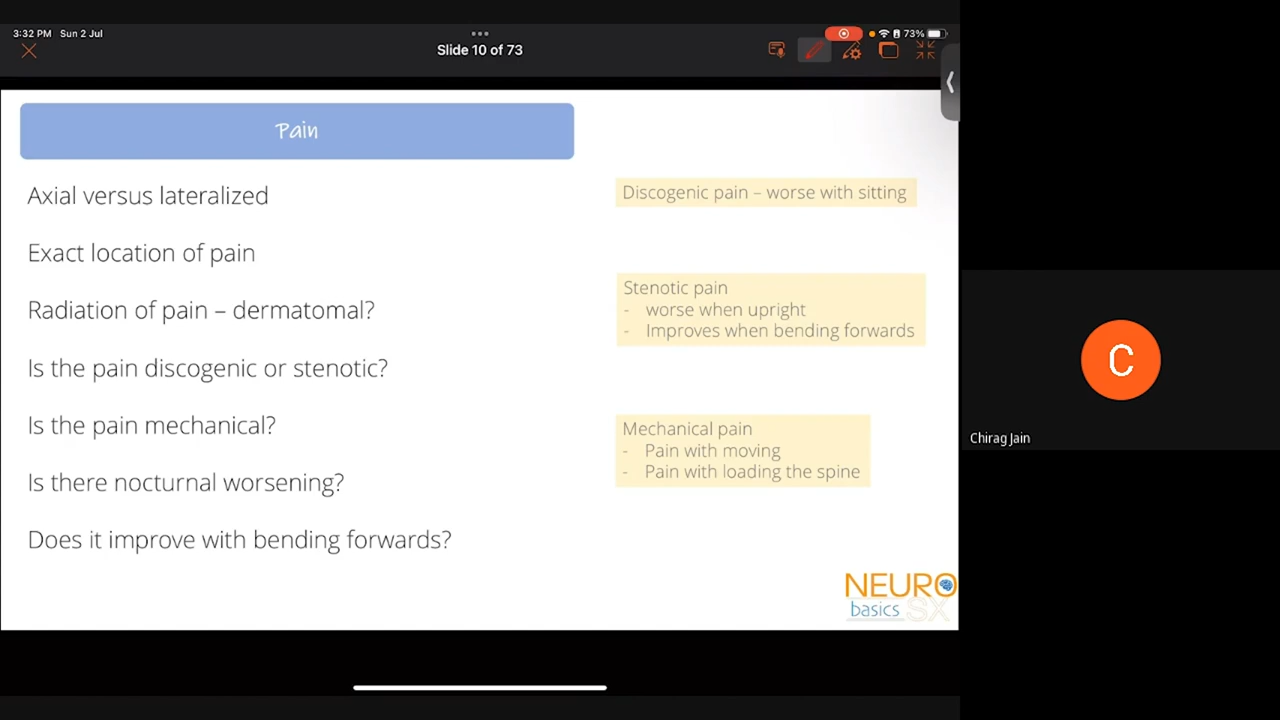 3:32 PM Sun 2 Jul
73%
Slide 10 of 73
Pain
Axial versus lateralized
Exact location of pain
Radiation of pain – dermatomal?
Is the pain discogenic or stenotic?
Is the pain mechanical?
Is there nocturnal worsening?
Does it improve with bending forwards?
Discogenic pain – worse with sitting
Stenotic pain
- worse when upright
- Improves when bending forwards
Mechanical pain
- Pain with moving
- Pain with loading the spine
NEURO
basics SX
C
Chirag Jain